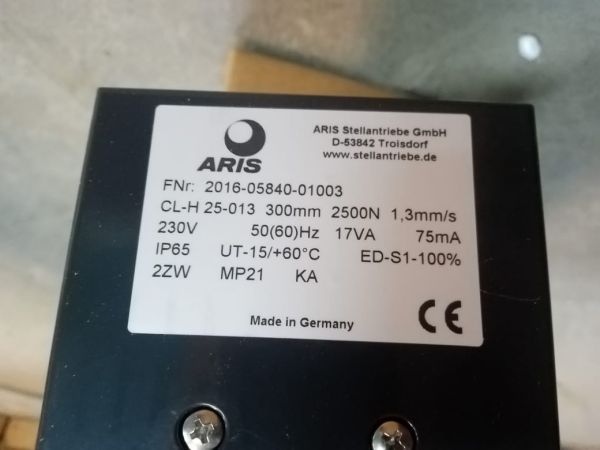 ARIS
ARIS Stellantriebe GmbH
D-53842 Troisdorf
www.stellantriebe.de
FNr: 2016-05840-01003
CL-H 25-013 300mm 2500N 1,3mm/s
230V 50(60)Hz 17VA 75mA
IP65 UT-15/+60°C ED-S1-100%
2ZW MP21 KA
Made in Germany CE